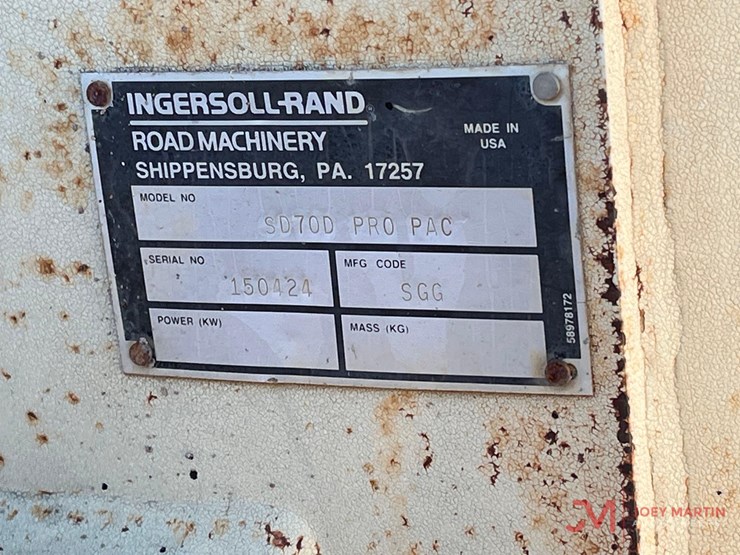 INGERSOLL-RAND
ROAD MACHINERY
MADE IN
USA
SHIPPENSBURG, PA. 17257
MODEL NO
SD70D PRO PAC
SERIAL NO
150424
MFG CODE
SGG
POWER (KW)
MASS (KG)
58978172
JOEY MARTIN